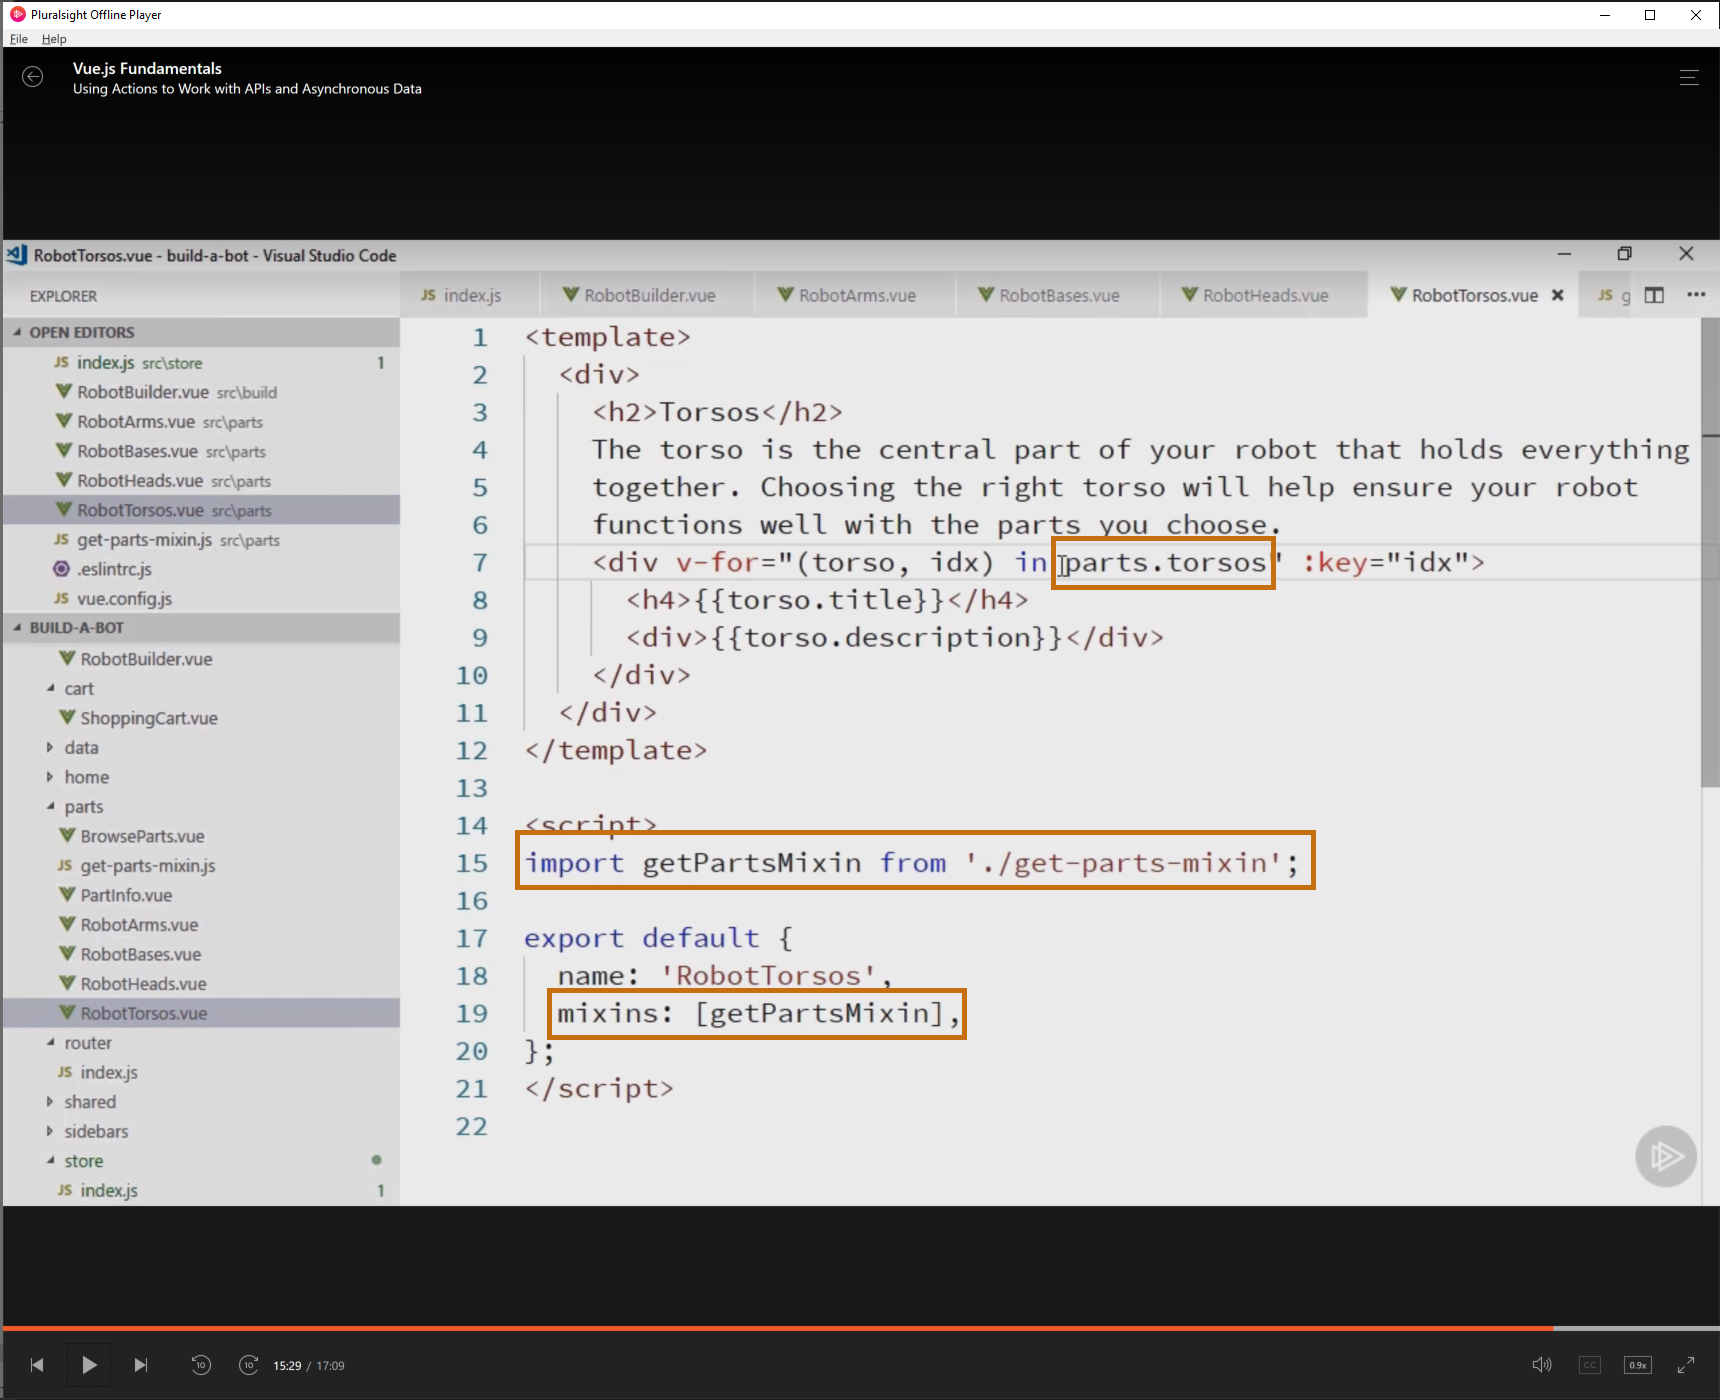 Pluralsight Offline Player
File Help
Vue.js Fundamentals
Using Actions to Work with APIs and Asynchronous Data
RobotTorsos.vue - build-a-bot - Visual Studio Code
EXPLORER
JS index.js RobotBuilder.vue RobotArms.vue RobotBases.vue RobotHeads.vue RobotTorsos.vue JS g
OPEN EDITORS
JS index.js src\store 1
RobotBuilder.vue src\build
RobotArms.vue src\parts
RobotBases.vue src\parts
RobotHeads.vue src\parts
RobotTorsos.vue src\parts
JS get-parts-mixin.js src\parts
.eslintrc.js
JS vue.config.js
BUILD-A-BOT
RobotBuilder.vue
cart
ShoppingCart.vue
data
home
parts
BrowseParts.vue
JS get-parts-mixin.js
PartInfo.vue
RobotArms.vue
RobotBases.vue
RobotHeads.vue
RobotTorsos.vue
router
JS index.js
shared
sidebars
store
JS index.js 1
1 <template>
2 <div>
3 <h2>Torsos</h2>
4 The torso is the central part of your robot that holds everything
5 together. Choosing the right torso will help ensure your robot
6 functions well with the parts you choose.
7 <div v-for="(torso, idx) in parts.torsos" :key="idx">
8 <h4>{{torso.title}}</h4>
9 <div>{{torso.description}}</div>
10 </div>
11 </div>
12 </template>
13
14 <script>
15 import getPartsMixin from './get-parts-mixin';
16
17 export default {
18 name: 'RobotTorsos',
19 mixins: [getPartsMixin],
20 };
21 </script>
22
10 10 15:29 / 17:09 CC 0.9x